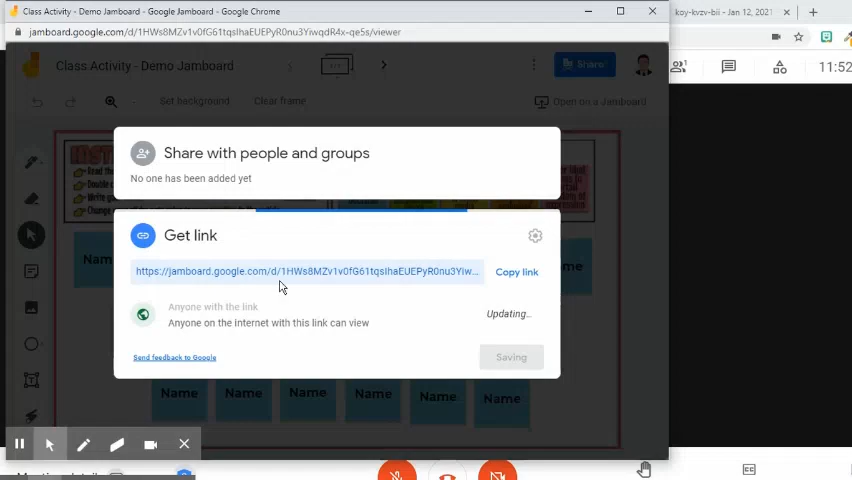 Class Activity - Demo Jamboard - Google Jamboard - Google Chrome
koy-kvzv-bii - Jan 12, 2021
jamboard.google.com/d/1HWs8MZv1v0fG61tqsIhaEUEPyR0nu3YiwqdR4x-qe5s/viewer
Class Activity - Demo Jamboard
Share
11:52
Set background
Clear frame
Open on a Jamboard
Share with people and groups
No one has been added yet
Get link
https://jamboard.google.com/d/1HWs8MZv1v0fG61tqsIhaEUEPyR0nu3Yiw...
Copy link
Anyone with the link
Anyone on the internet with this link can view
Updating...
Send feedback to Google
Saving
Name
Name
Name
Name
Name
Name